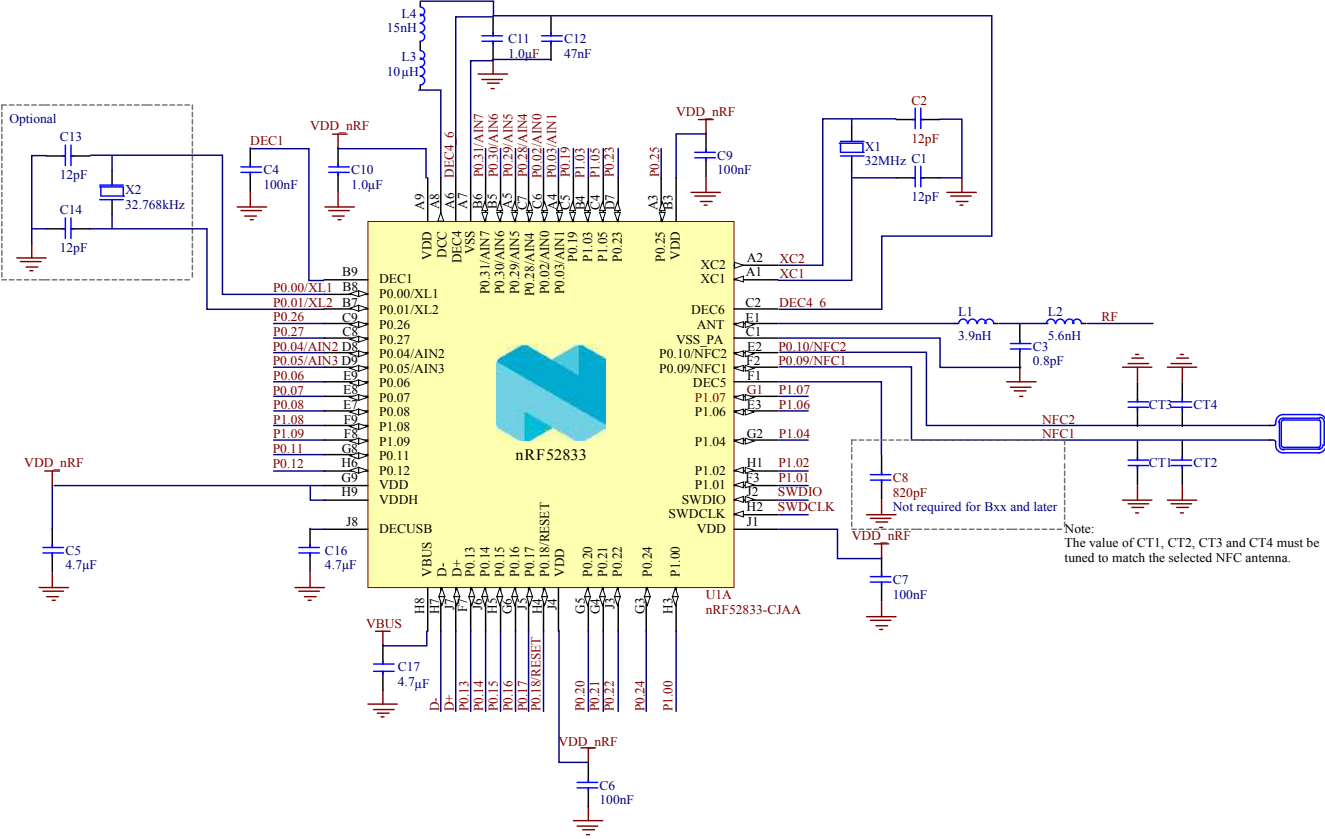 L4
15nH
L3
10µH
C11
1.0µF
C12
47nF
Optional
C13
12pF
X2
32.768kHz
C14
12pF
DEC1
C4
100nF
VDD_nRF
C10
1.0µF
DEC4_6
P0.31/AIN7
P0.30/AIN6
P0.29/AIN5
P0.28/AIN4
P0.02/AIN0
P0.03/AIN1
P0.19
P1.03
P1.05
P0.23
P0.25
VDD_nRF
C9
100nF
C2
12pF
X1
32MHz
C1
12pF
A9
A8
A6
A7
B6
B5
A5
C7
C6
A4
C5
B4
C4
D7
A3
B3
VDD
DCC
DEC4
VSS
P0.31/AIN7
P0.30/AIN6
P0.29/AIN5
P0.28/AIN4
P0.02/AIN0
P0.03/AIN1
P0.19
P1.03
P1.05
P0.23
P0.25
VDD
B9 DEC1
P0.00/XL1 B8 P0.00/XL1
P0.01/XL2 B7 P0.01/XL2
P0.26 C9 P0.26
P0.27 C8 P0.27
P0.04/AIN2 D8 P0.04/AIN2
P0.05/AIN3 D9 P0.05/AIN3
P0.06 E9 P0.06
P0.07 E8 P0.07
P0.08 E7 P0.08
P1.08 F9 P1.08
P1.09 F8 P1.09
P0.11 G8 P0.11
P0.12 H6 P0.12
G9 VDD
H9 VDDH
J8 DECUSB
nRF52833
XC2 A2 XC2
XC1 A1 XC1
DEC6 C2 DEC4_6
ANT E1
VSS_PA C1
P0.10/NFC2 E2 P0.10/NFC2
P0.09/NFC1 F2 P0.09/NFC1
DEC5 F1
P1.07 G1 P1.07
P1.06 E3 P1.06
P1.04 G2 P1.04
P1.02 H1 P1.02
P1.01 F3 P1.01
SWDIO J2 SWDIO
SWDCLK H2 SWDCLK
VDD J1
L1
3.9nH
L2
5.6nH
RF
C3
0.8pF
CT3
CT4
NFC2
NFC1
CT1
CT2
C8
820pF
Not required for Bxx and later
Note:
The value of CT1, CT2, CT3 and CT4 must be
tuned to match the selected NFC antenna.
VDD_nRF
C7
100nF
VDD_nRF
C5
4.7µF
C16
4.7µF
VBUS
D-
D+
P0.13
P0.14
P0.15
P0.16
P0.17
P0.18/RESET
VDD
P0.20
P0.21
P0.22
P0.24
P1.00
U1A
nRF52833-CJAA
H8
H7
J7
F7
J6
H5
G6
J5
H4
J4
G5
G4
J3
G3
H3
VBUS
C17
4.7µF
D-
D+
P0.13
P0.14
P0.15
P0.16
P0.17
P0.18/RESET
P0.20
P0.21
P0.22
P0.24
P1.00
VDD_nRF
C6
100nF